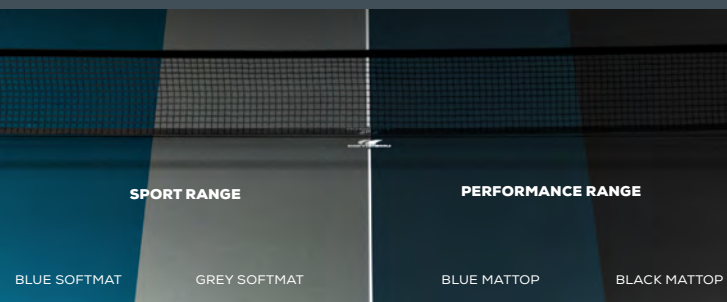 SPORT RANGE
PERFORMANCE RANGE
BLUE SOFTMAT
GREY SOFTMAT
BLUE MATTOP
BLACK MATTOP